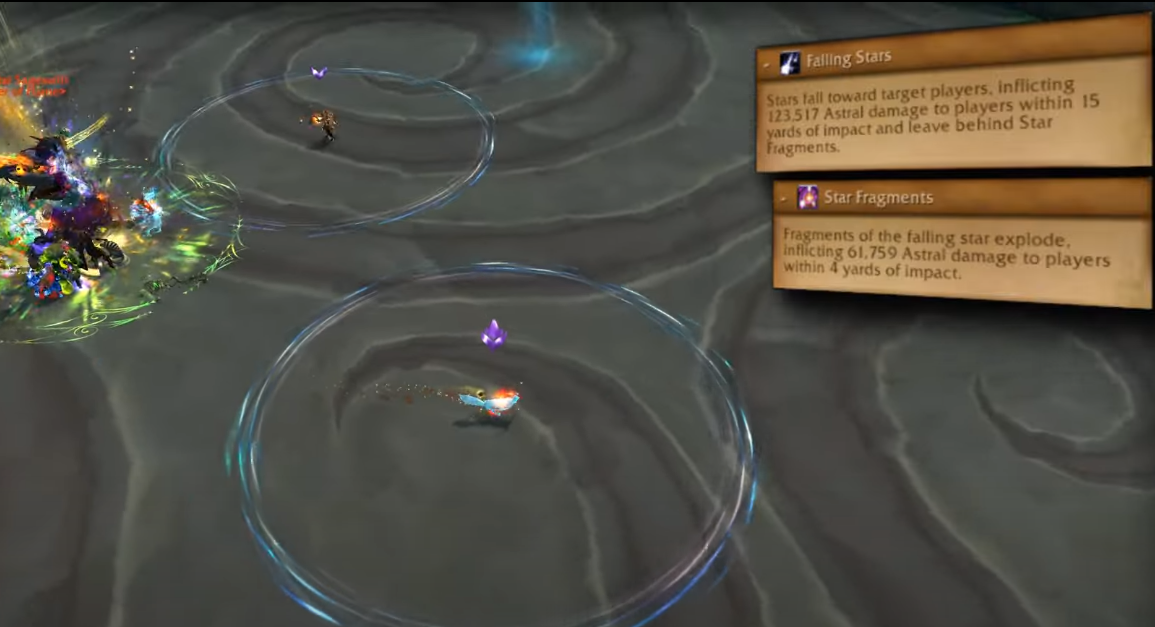 - Falling Stars
Stars fall toward target players, inflicting
123,517 Astral damage to players within 15
yards of impact and leave behind Star
Fragments.
- Star Fragments
Fragments of the falling star explode,
inflicting 61,759 Astral damage to players
within 4 yards of impact.